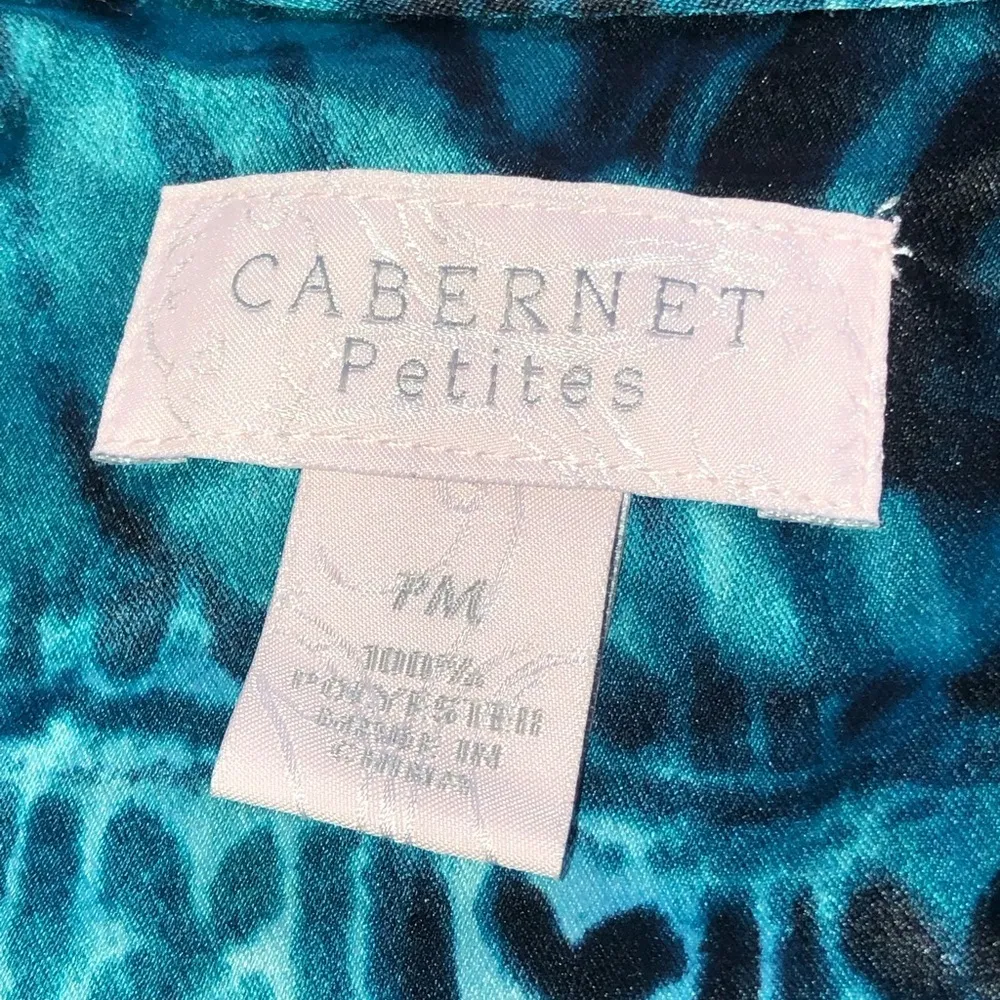 CABERNET
Petites
PM
100%
POLYESTER
MADE IN
CHINA